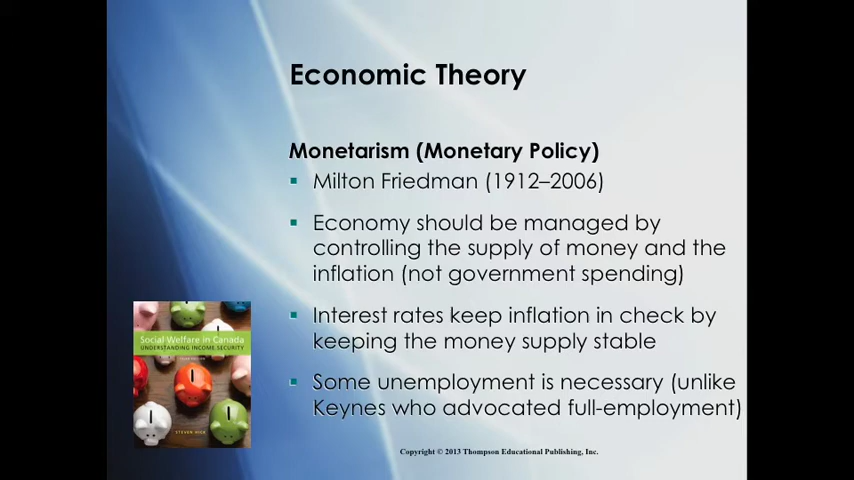 Economic Theory
Monetarism (Monetary Policy)
Milton Friedman (1912–2006)
Economy should be managed by
controlling the supply of money and the
inflation (not government spending)
Interest rates keep inflation in check by
keeping the money supply stable
Some unemployment is necessary (unlike
Keynes who advocated full-employment)
Social Welfare in Canada
UNDERSTANDING INCOME SECURITY
STEVEN HICK
Copyright © 2013 Thompson Educational Publishing, Inc.